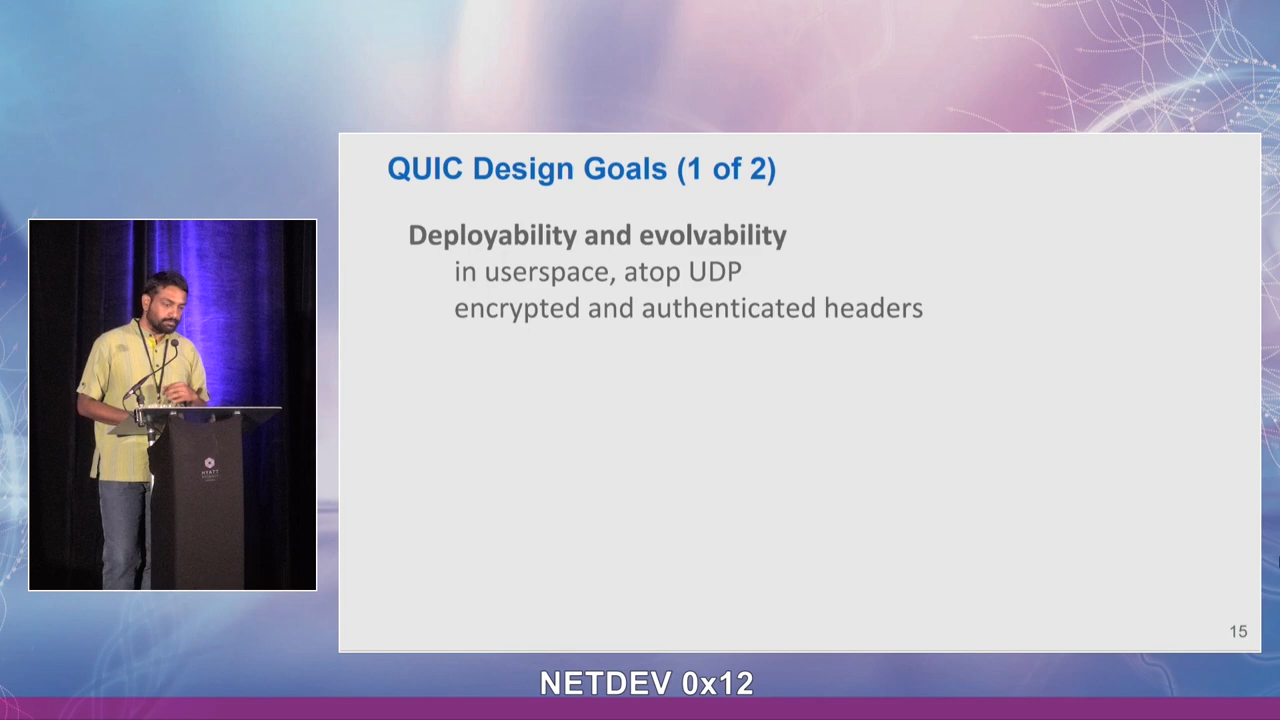 QUIC Design Goals (1 of 2)
Deployability and evolvability
in userspace, atop UDP
encrypted and authenticated headers
15
HYATT
NETDEV 0x12